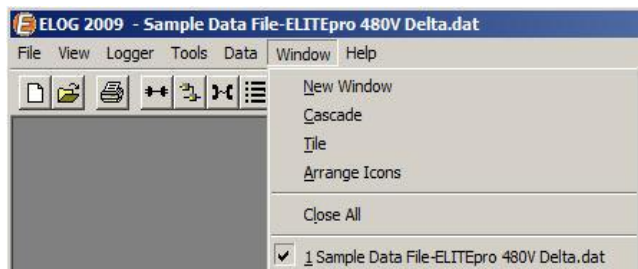 ELOG 2009 - Sample Data File-ELITEpro 480V Delta.dat
File View Logger Tools Data Window Help
New Window
Cascade
Tile
Arrange Icons
Close All
1 Sample Data File-ELITEpro 480V Delta.dat